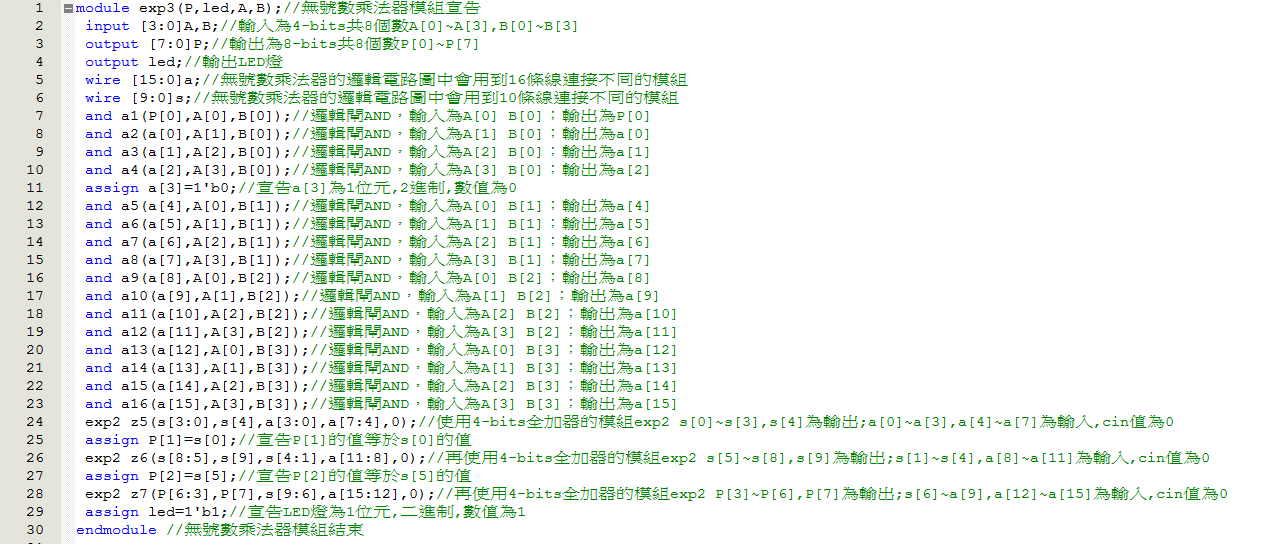 1 module exp3(P,led,A,B);//無號數乘法器模組宣告
2 input [3:0]A,B;//輸入為4-bits共8個數A[0]~A[3],B[0]~B[3]
3 output [7:0]P;//輸出為8-bits共8個數P[0]~P[7]
4 output led;//輸出LED燈
5 wire [15:0]a;//無號數乘法器的邏輯電路圖中會用到16條線連接不同的模組
6 wire [9:0]s;//無號數乘法器的邏輯電路圖中會用到10條線連接不同的模組
7 and a1(P[0],A[0],B[0]);//邏輯閘AND，輸入為A[0] B[0]；輸出為P[0]
8 and a2(a[0],A[1],B[0]);//邏輯閘AND，輸入為A[1] B[0]；輸出為a[0]
9 and a3(a[1],A[2],B[0]);//邏輯閘AND，輸入為A[2] B[0]；輸出為a[1]
10 and a4(a[2],A[3],B[0]);//邏輯閘AND，輸入為A[3] B[0]；輸出為a[2]
11 assign a[3]=1'b0;//宣告a[3]為1位元,2進制,數值為0
12 and a5(a[4],A[0],B[1]);//邏輯閘AND，輸入為A[0] B[1]；輸出為a[4]
13 and a6(a[5],A[1],B[1]);//邏輯閘AND，輸入為A[1] B[1]；輸出為a[5]
14 and a7(a[6],A[2],B[1]);//邏輯閘AND，輸入為A[2] B[1]；輸出為a[6]
15 and a8(a[7],A[3],B[1]);//邏輯閘AND，輸入為A[3] B[1]；輸出為a[7]
16 and a9(a[8],A[0],B[2]);//邏輯閘AND，輸入為A[0] B[2]；輸出為a[8]
17 and a10(a[9],A[1],B[2]);//邏輯閘AND，輸入為A[1] B[2]；輸出為a[9]
18 and a11(a[10],A[2],B[2]);//邏輯閘AND，輸入為A[2] B[2]；輸出為a[10]
19 and a12(a[11],A[3],B[2]);//邏輯閘AND，輸入為A[3] B[2]；輸出為a[11]
20 and a13(a[12],A[0],B[3]);//邏輯閘AND，輸入為A[0] B[3]；輸出為a[12]
21 and a14(a[13],A[1],B[3]);//邏輯閘AND，輸入為A[1] B[3]；輸出為a[13]
22 and a15(a[14],A[2],B[3]);//邏輯閘AND，輸入為A[2] B[3]；輸出為a[14]
23 and a16(a[15],A[3],B[3]);//邏輯閘AND，輸入為A[3] B[3]；輸出為a[15]
24 exp2 z5(s[3:0],s[4],a[3:0],a[7:4],0);//使用4-bits全加器的模組exp2 s[0]~s[3],s[4]為輸出;a[0]~a[3],a[4]~a[7]為輸入,cin值為0
25 assign P[1]=s[0];//宣告P[1]的值等於s[0]的值
26 exp2 z6(s[8:5],s[9],s[4:1],a[11:8],0);//再使用4-bits全加器的模組exp2 s[5]~s[8],s[9]為輸出;s[1]~s[4],a[8]~a[11]為輸入,cin值為0
27 assign P[2]=s[5];//宣告P[2]的值等於s[5]的值
28 exp2 z7(P[6:3],P[7],s[9:6],a[15:12],0);//再使用4-bits全加器的模組exp2 P[3]~P[6],P[7]為輸出;s[6]~a[9],a[12]~a[15]為輸入,cin值為0
29 assign led=1'b1;//宣告LED燈為1位元,二進制,數值為1
30 endmodule //無號數乘法器模組結束